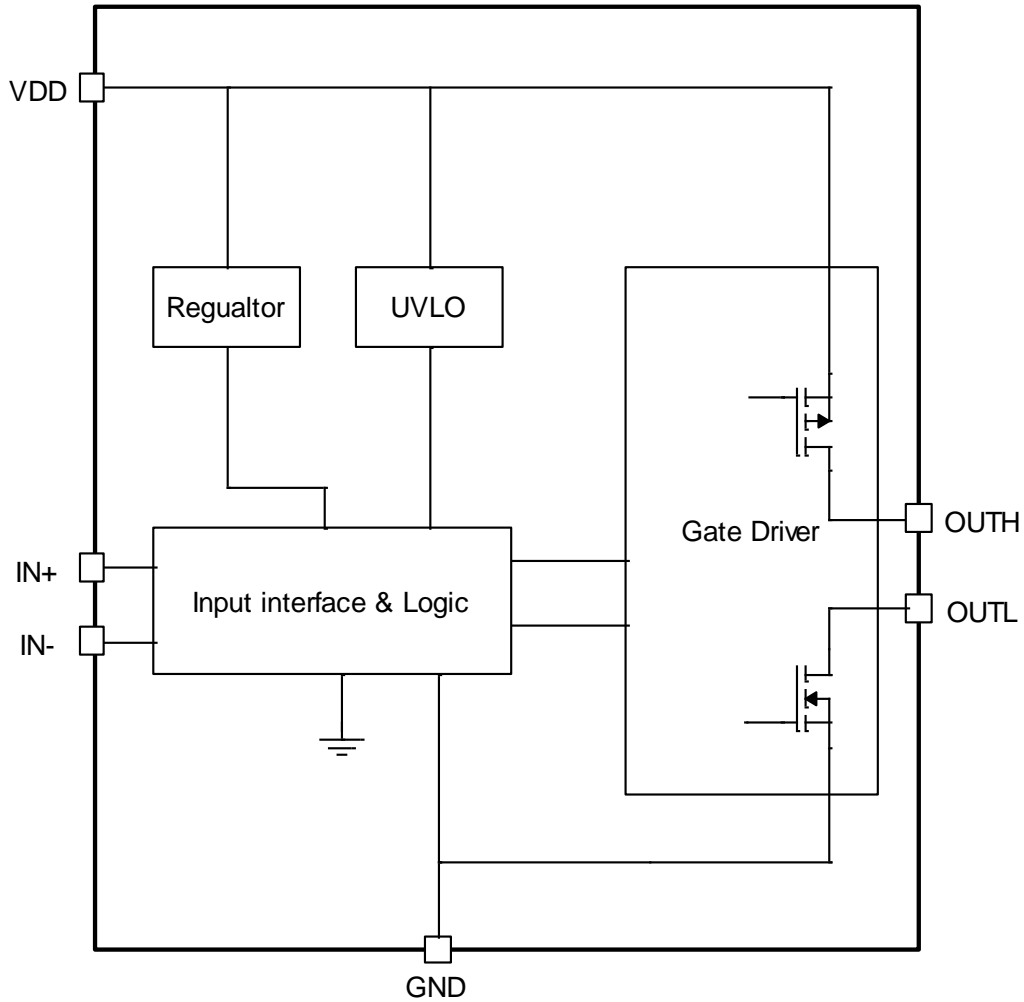 VDD
Regualtor
UVLO
IN+
IN-
Input interface & Logic
Gate Driver
OUTH
OUTL
GND